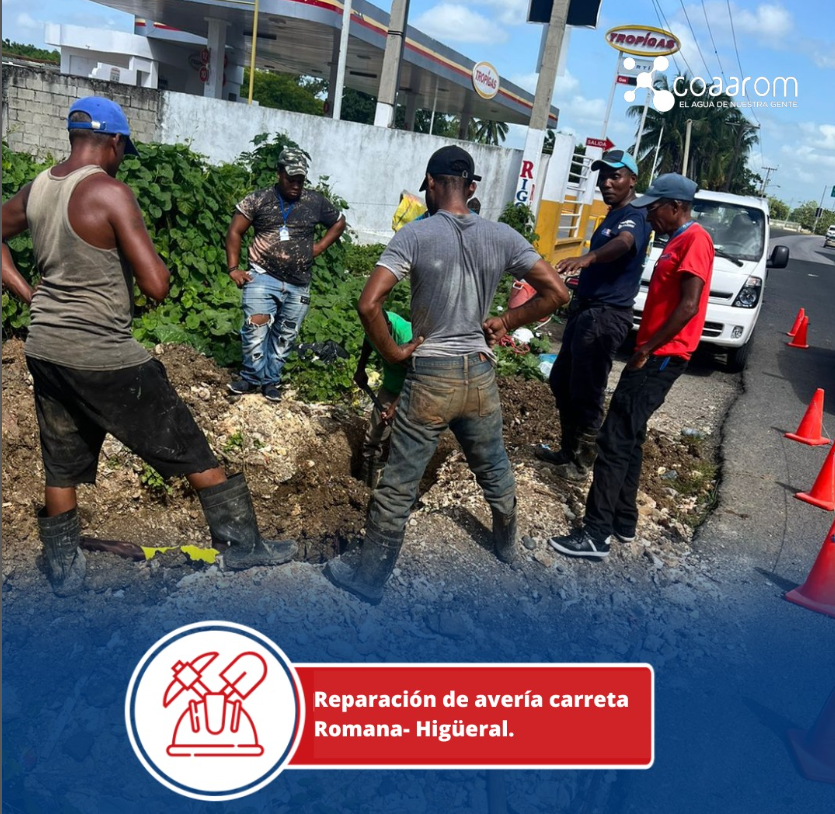 TROPIGAS
TROPIGAS
coaarom
EL AGUA DE NUESTRA GENTE
SALIDA
Reparación de avería carreta
Romana- Higüeral.